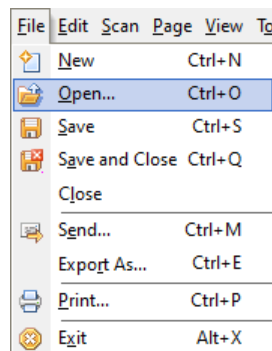 File Edit Scan Page View To
New Ctrl+N
Open... Ctrl+O
Save Ctrl+S
Save and Close Ctrl+Q
Close
Send... Ctrl+M
Export As... Ctrl+E
Print... Ctrl+P
Exit Alt+X